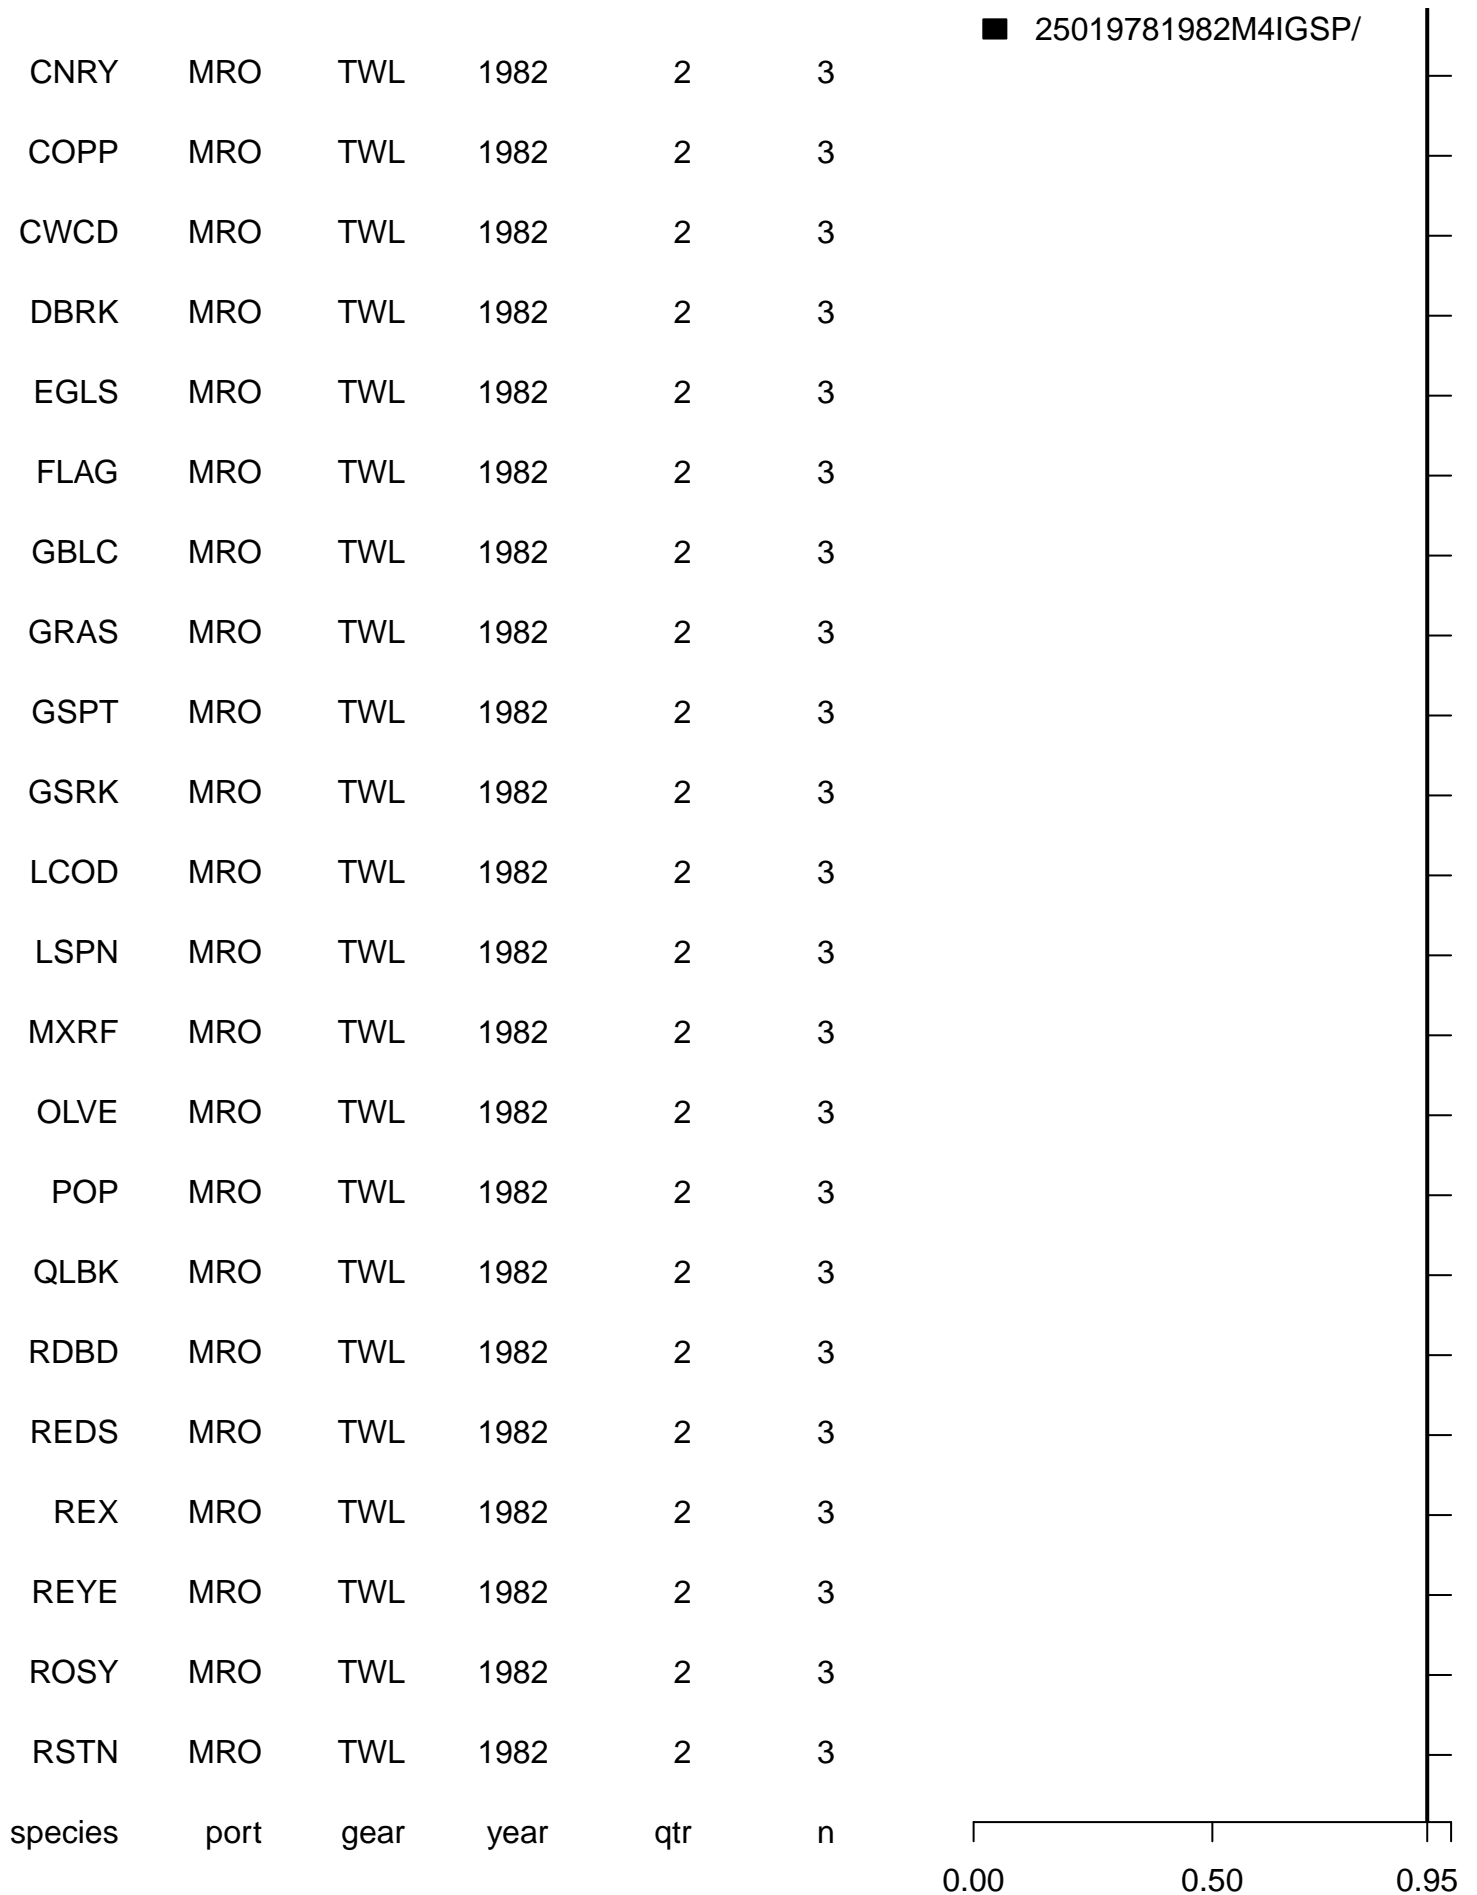 25019781982M4IGSP/
CNRY MRO TWL 1982 2 3
COPP MRO TWL 1982 2 3
CWCD MRO TWL 1982 2 3
DBRK MRO TWL 1982 2 3
EGLS MRO TWL 1982 2 3
FLAG MRO TWL 1982 2 3
GBLC MRO TWL 1982 2 3
GRAS MRO TWL 1982 2 3
GSPT MRO TWL 1982 2 3
GSRK MRO TWL 1982 2 3
LCOD MRO TWL 1982 2 3
LSPN MRO TWL 1982 2 3
MXRF MRO TWL 1982 2 3
OLVE MRO TWL 1982 2 3
POP MRO TWL 1982 2 3
QLBK MRO TWL 1982 2 3
RDBD MRO TWL 1982 2 3
REDS MRO TWL 1982 2 3
REX MRO TWL 1982 2 3
REYE MRO TWL 1982 2 3
ROSY MRO TWL 1982 2 3
RSTN MRO TWL 1982 2 3
species port gear year qtr n
0.00 0.50 0.95